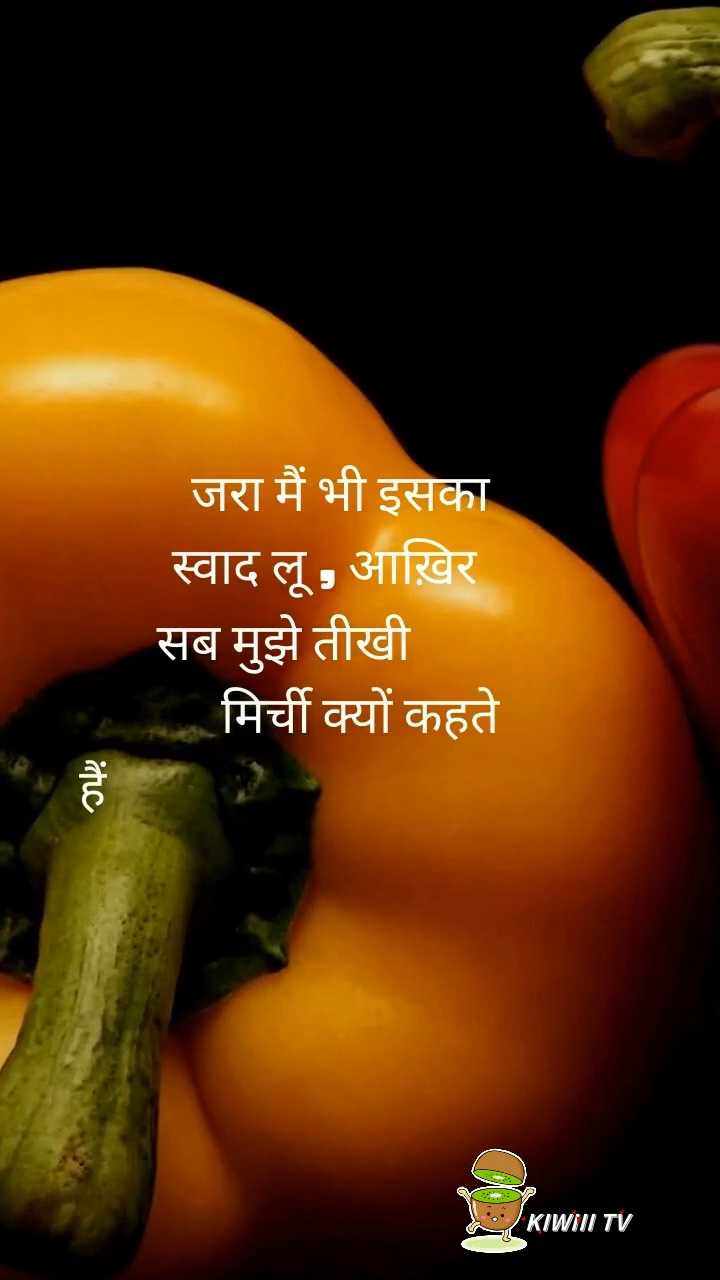 जरा मैं भी इसका
स्वाद लू , आख़िर
सब मुझे तीखी
मिर्ची क्यों कहते
हैं
KIWiII TV